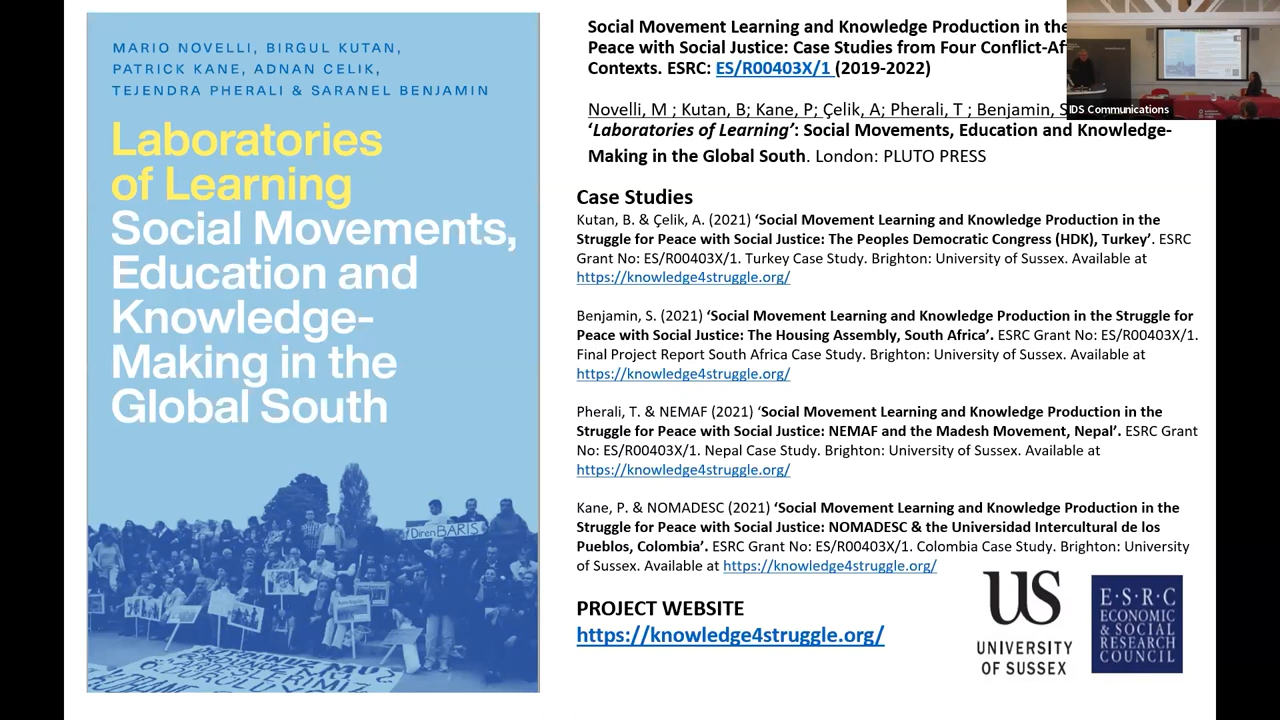 MARIO NOVELLI, BIRGUL KUTAN,
PATRICK KANE, ADNAN CELIK,
TEJENDRA PHERALI & SARANEL BENJAMIN
Laboratories
of Learning
Social Movements,
Education and
Knowledge-
Making in the
Global South
Diren BARIS
Social Movement Learning and Knowledge Production in the
Peace with Social Justice: Case Studies from Four Conflict-Af
Contexts. ESRC: ES/R00403X/1 (2019-2022)
Novelli, M ; Kutan, B; Kane, P; Çelik, A; Pherali, T ; Benjamin, S
‘Laboratories of Learning’: Social Movements, Education and Knowledge-
Making in the Global South. London: PLUTO PRESS
IDS Communications
Case Studies
Kutan, B. & Çelik, A. (2021) ‘Social Movement Learning and Knowledge Production in the
Struggle for Peace with Social Justice: The Peoples Democratic Congress (HDK), Turkey’. ESRC
Grant No: ES/R00403X/1. Turkey Case Study. Brighton: University of Sussex. Available at
https://knowledge4struggle.org/
Benjamin, S. (2021) ‘Social Movement Learning and Knowledge Production in the Struggle for
Peace with Social Justice: The Housing Assembly, South Africa’. ESRC Grant No: ES/R00403X/1.
Final Project Report South Africa Case Study. Brighton: University of Sussex. Available at
https://knowledge4struggle.org/
Pherali, T. & NEMAF (2021) ‘Social Movement Learning and Knowledge Production in the
Struggle for Peace with Social Justice: NEMAF and the Madesh Movement, Nepal’. ESRC Grant
No: ES/R00403X/1. Nepal Case Study. Brighton: University of Sussex. Available at
https://knowledge4struggle.org/
Kane, P. & NOMADESC (2021) ‘Social Movement Learning and Knowledge Production in the
Struggle for Peace with Social Justice: NOMADESC & the Universidad Intercultural de los
Pueblos, Colombia’. ESRC Grant No: ES/R00403X/1. Colombia Case Study. Brighton: University
of Sussex. Available at https://knowledge4struggle.org/
PROJECT WEBSITE
https://knowledge4struggle.org/
US
UNIVERSITY
OF SUSSEX
E·S·R·C
ECONOMIC
& SOCIAL
RESEARCH
COUNCIL